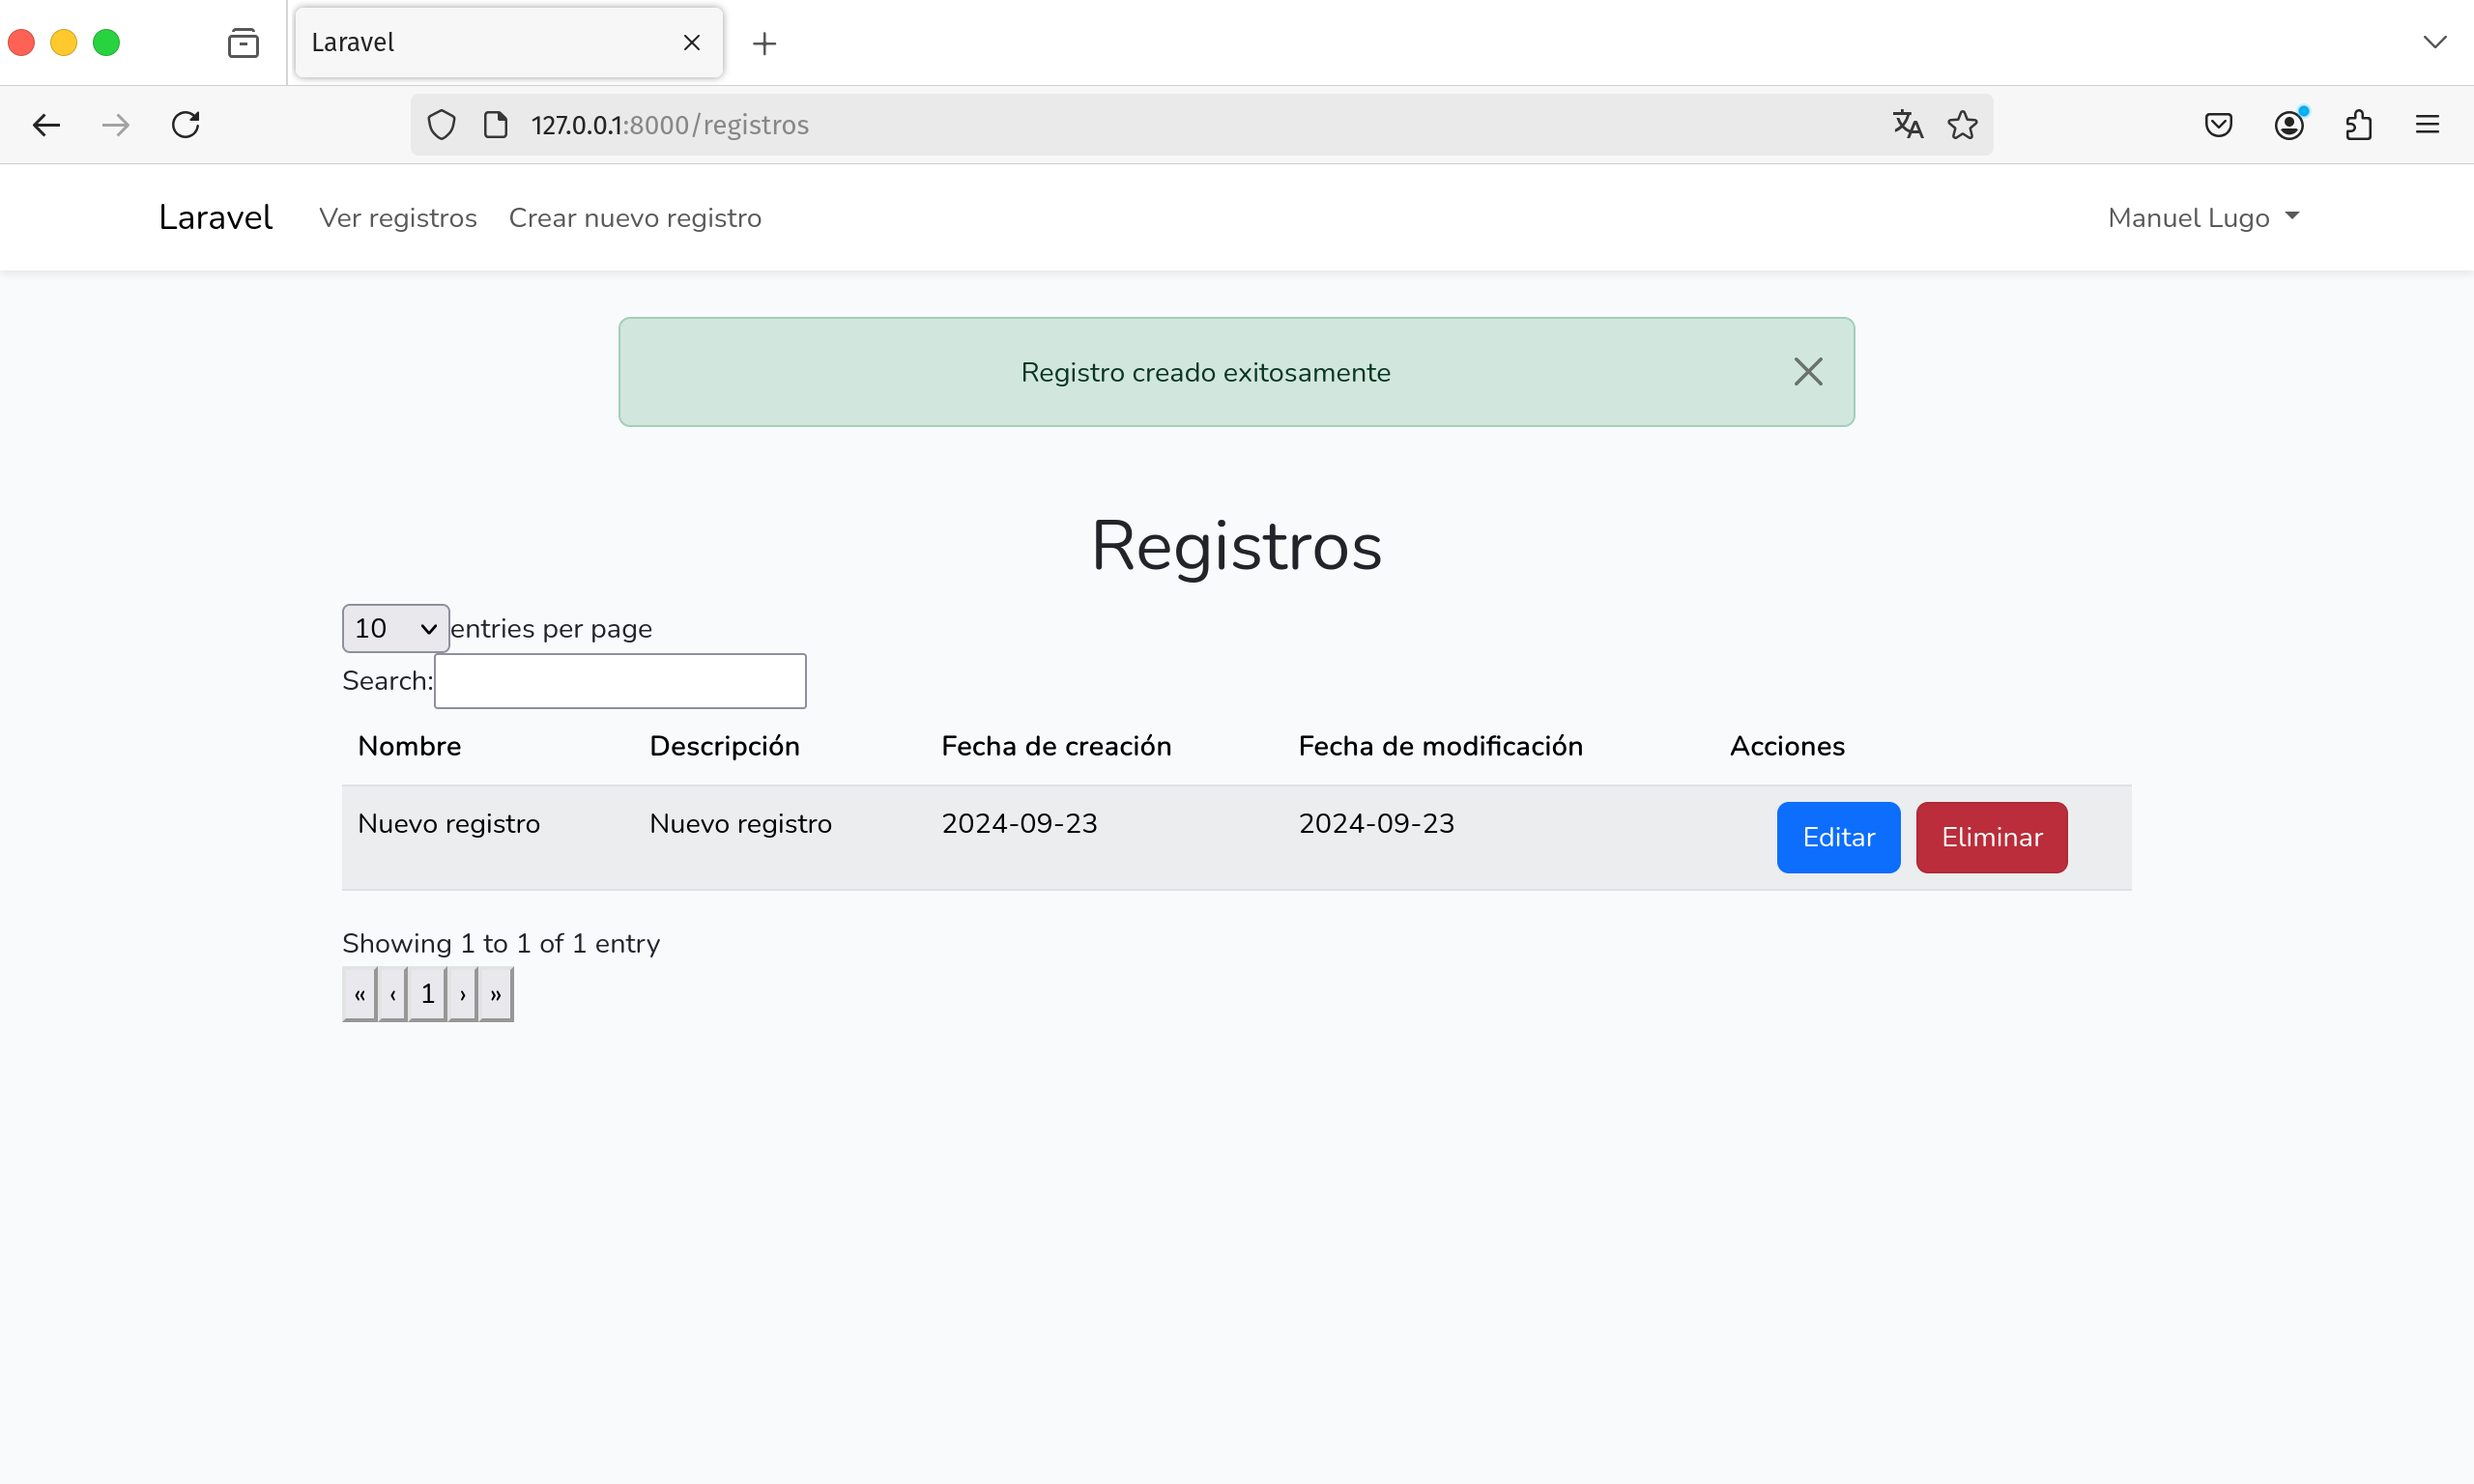 Laravel
127.0.0.1:8000/registros
Laravel Ver registros Crear nuevo registro Manuel Lugo
Registro creado exitosamente
Registros
10 entries per page
Search:
Nombre Descripción Fecha de creación Fecha de modificación Acciones
Nuevo registro Nuevo registro 2024-09-23 2024-09-23 Editar Eliminar
Showing 1 to 1 of 1 entry
« ‹ 1 › »